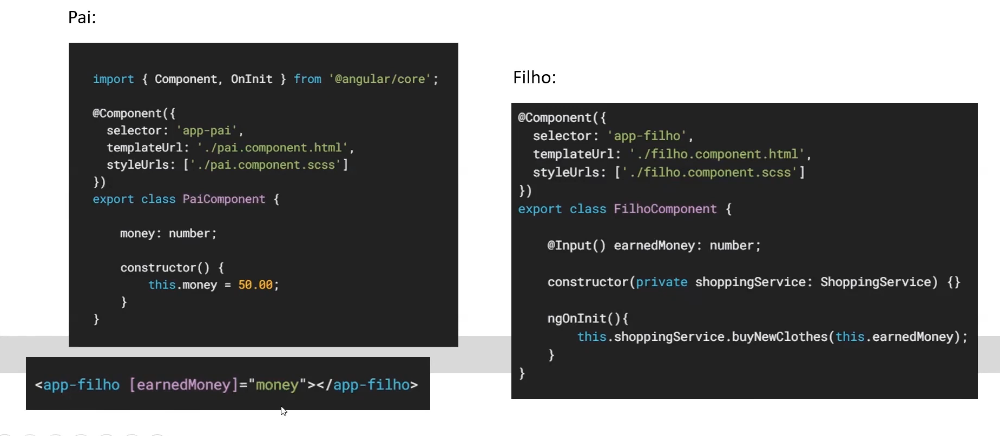 Pai:
import { Component, OnInit } from '@angular/core';
@Component({
selector: 'app-pai',
templateUrl: './pai.component.html',
styleUrls: ['./pai.component.scss']
})
export class PaiComponent {
money: number;
constructor() {
this.money = 50.00;
}
}
<app-filho [earnedMoney]="money"></app-filho>
Filho:
@Component({
selector: 'app-filho',
templateUrl: './filho.component.html',
styleUrls: ['./filho.component.scss']
})
export class FilhoComponent {
@Input() earnedMoney: number;
constructor(private shoppingService: ShoppingService) {}
ngOnInit(){
this.shoppingService.buyNewClothes(this.earnedMoney);
}
}